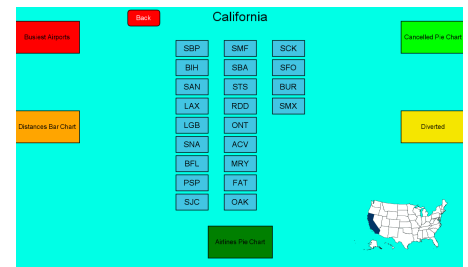 Back
California
Busiest Airports
Cancelled Pie Chart
SBP SMF SCK
BIH SBA SFO
SAN STS BUR
LAX RDD SMX
LGB ONT
SNA ACV
BFL MRY
PSP FAT
SJC OAK
Distances Bar Chart
Diverted
Airlines Pie Chart